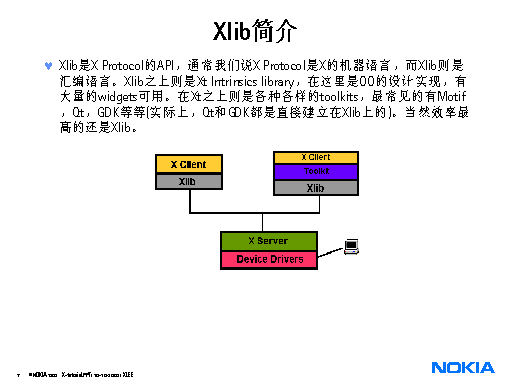 Xlib简介
♥ Xlib是X Protocol的API，通常我们说X Protocol是X的机器语言，而Xlib则是
汇编语言。Xlib之上则是Xt Intrinsics library，在这里是OO的设计实现，有
大量的widgets可用。在Xt之上则是各种各样的toolkits，最常见的有Motif
，Qt，GDK等等(实际上，Qt和GDK都是直接建立在Xlib上的)。当然效率最
高的还是Xlib。
X Client
Xlib
X Client
Toolkit
Xlib
X Server
Device Drivers
NOKIA